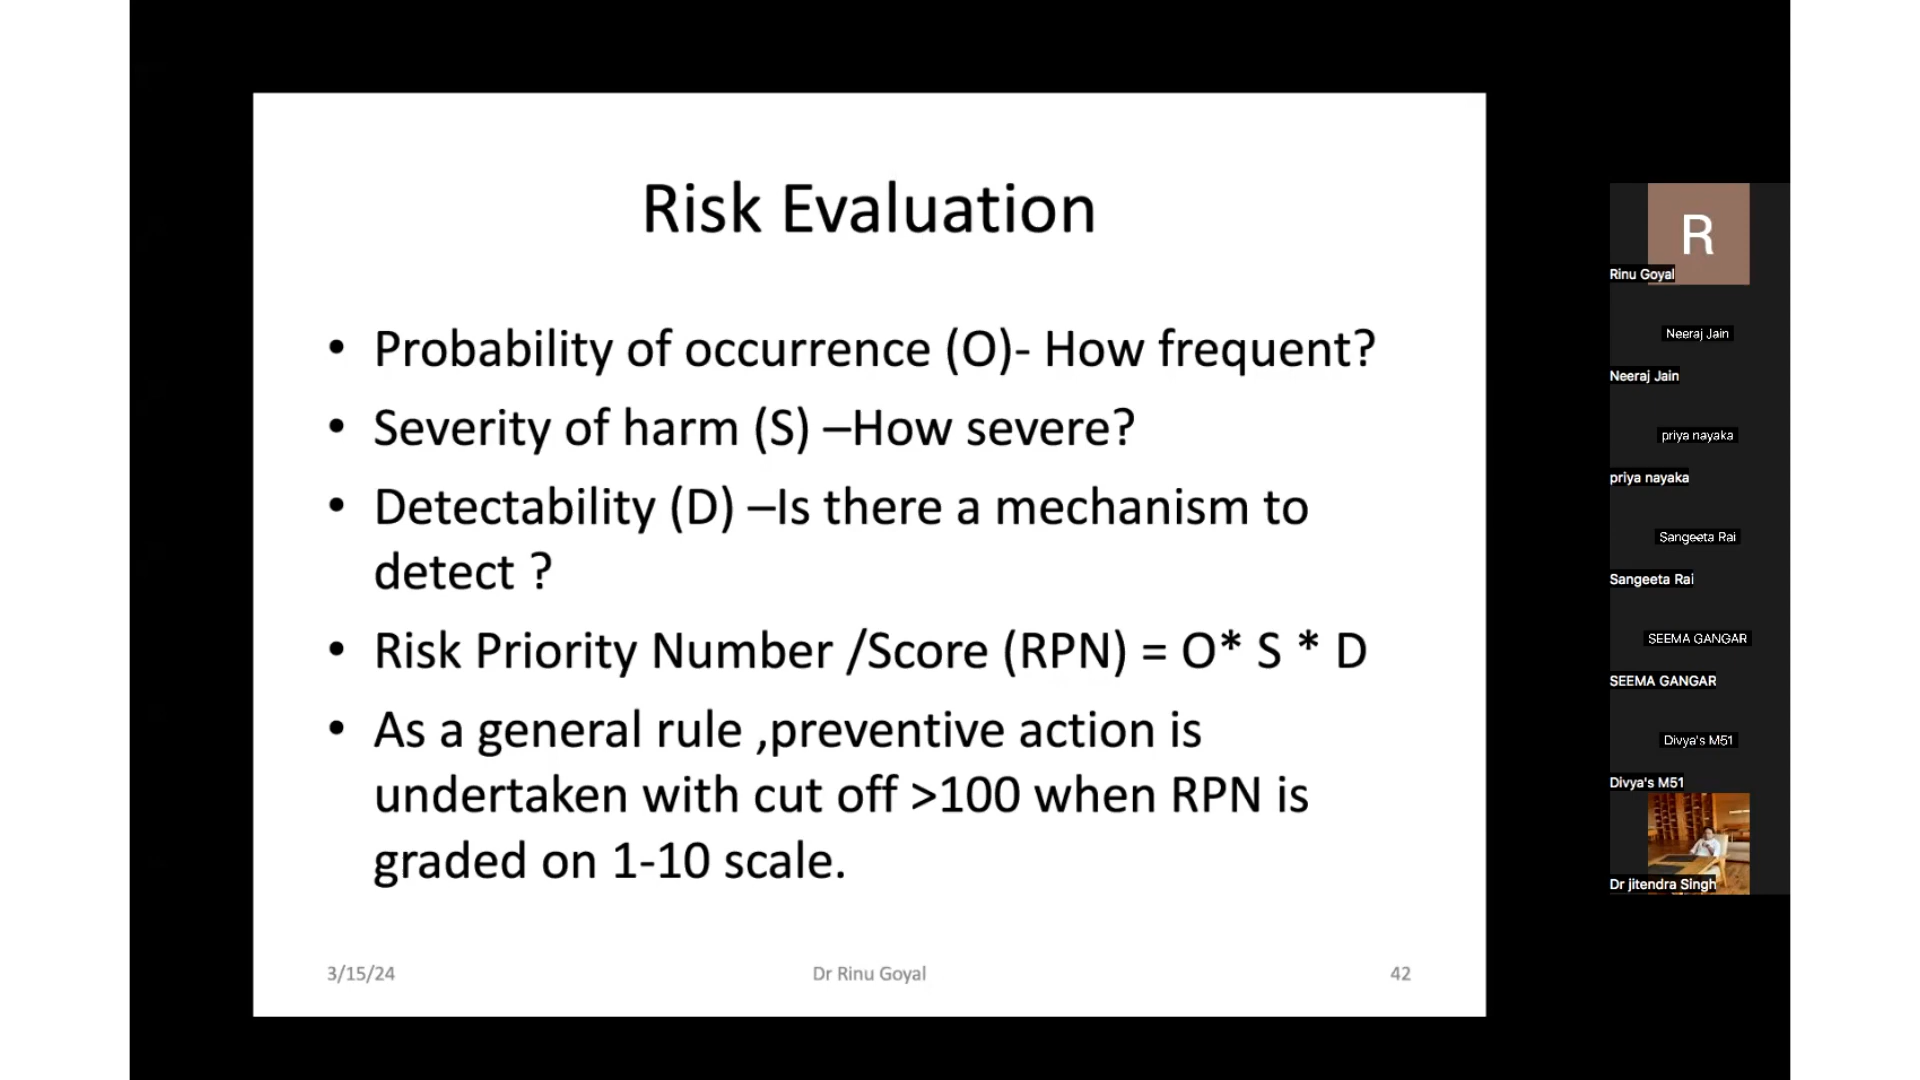 Risk Evaluation
• Probability of occurrence (O)- How frequent?
• Severity of harm (S) –How severe?
• Detectability (D) –Is there a mechanism to
detect ?
• Risk Priority Number /Score (RPN) = O* S * D
• As a general rule ,preventive action is
undertaken with cut off >100 when RPN is
graded on 1-10 scale.
3/15/24
Dr Rinu Goyal
42
R
Rinu Goyal
Neeraj Jain
Neeraj Jain
priya nayaka
priya nayaka
Sangeeta Rai
Sangeeta Rai
SEEMA GANGAR
SEEMA GANGAR
Divya's M51
Divya's M51
Dr jitendra Singh